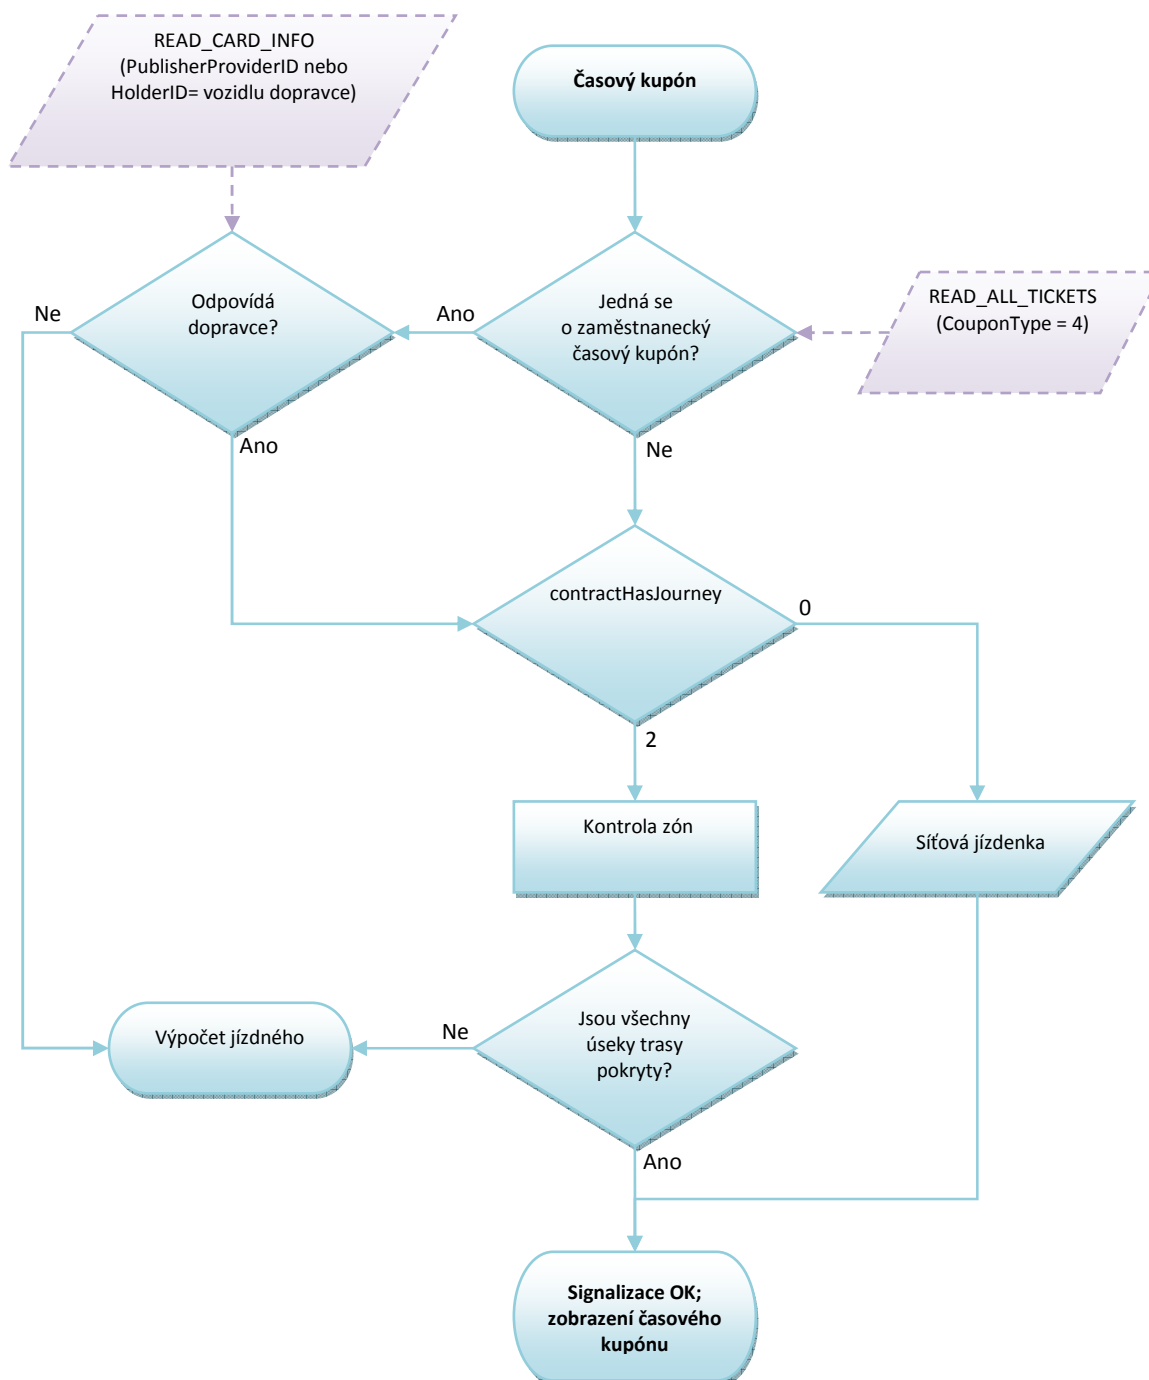 READ_CARD_INFO
(PublisherProviderID nebo
HolderID= vozidlu dopravce)
Časový kupón
Ne
Odpovídá
dopravce?
Ano
Jedná se
o zaměstnanecký
časový kupón?
READ_ALL_TICKETS
(CouponType = 4)
Ano
Ne
contractHasJourney
0
2
Kontrola zón
Síťová jízdenka
Výpočet jízdného
Ne
Jsou všechny
úseky trasy
pokryty?
Ano
Signalizace OK;
zobrazení časového
kupónu